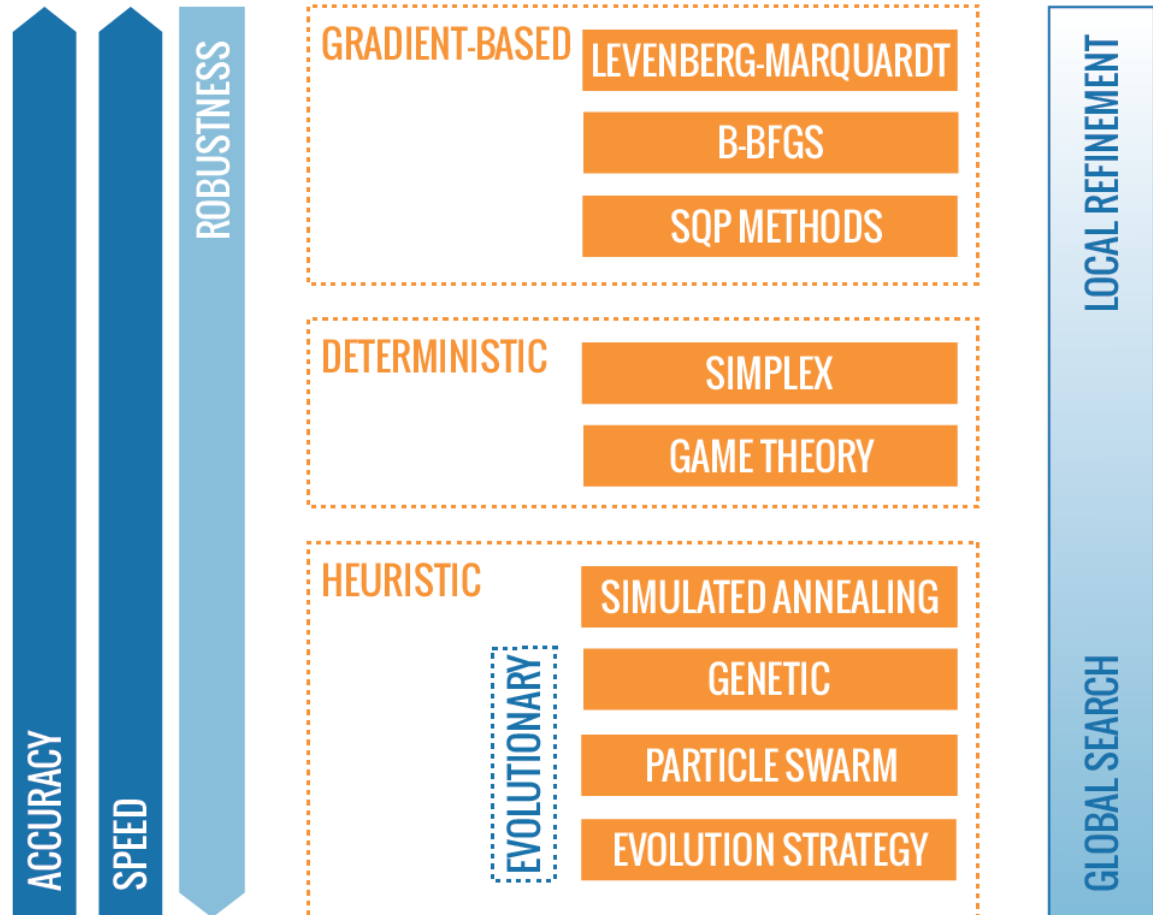 ACCURACY
SPEED
ROBUSTNESS
GRADIENT-BASED
LEVENBERG-MARQUARDT
B-BFGS
SQP METHODS
DETERMINISTIC
SIMPLEX
GAME THEORY
HEURISTIC
EVOLUTIONARY
SIMULATED ANNEALING
GENETIC
PARTICLE SWARM
EVOLUTION STRATEGY
LOCAL REFINEMENT
GLOBAL SEARCH